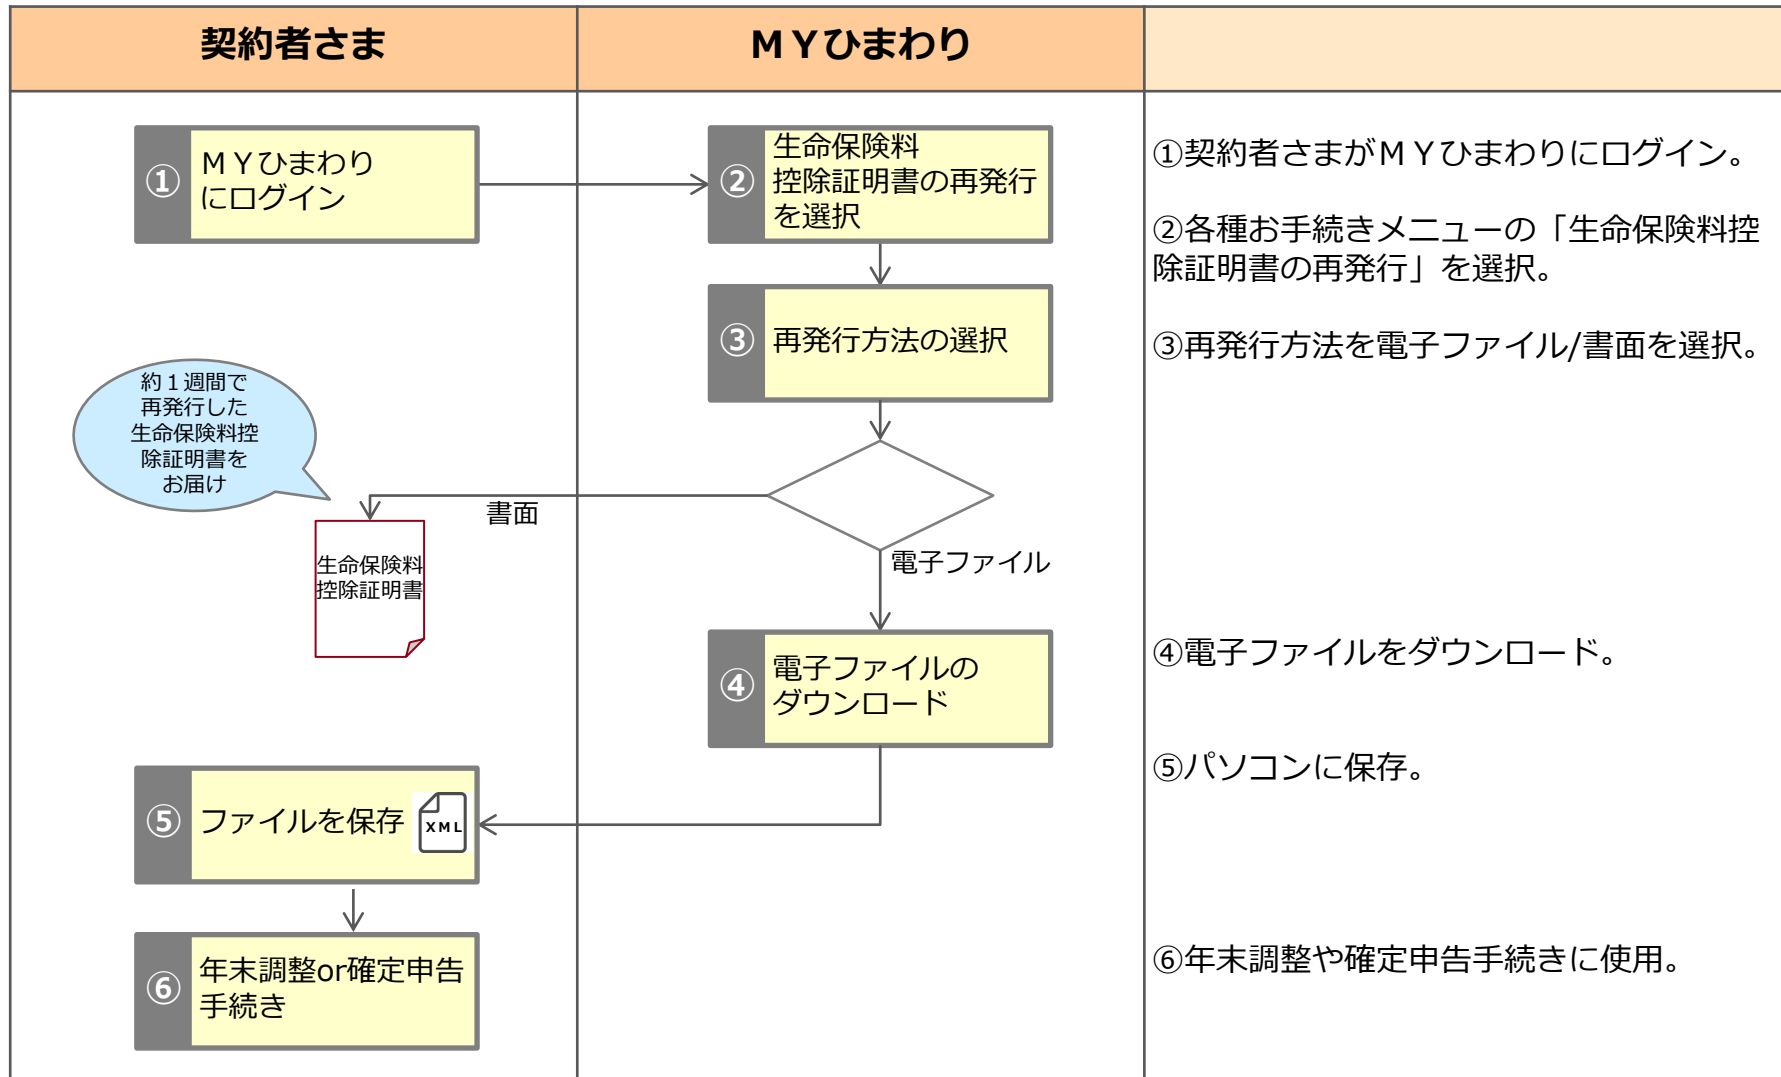 契約者さま
ＭＹひまわり
①
ＭＹひまわり
にログイン
②
生命保険料
控除証明書の再発行
を選択
①契約者さまがＭＹひまわりにログイン。
②各種お手続きメニューの「生命保険料控
除証明書の再発行」を選択。
③
再発行方法の選択
③再発行方法を電子ファイル/書面を選択。
約１週間で
再発行した
生命保険料控
除証明書を
お届け
書面
生命保険料
控除証明書
電子ファイル
④
電子ファイルの
ダウンロード
④電子ファイルをダウンロード。
⑤
ファイルを保存
XML
⑤パソコンに保存。
⑥
年末調整or確定申告
手続き
⑥年末調整や確定申告手続きに使用。